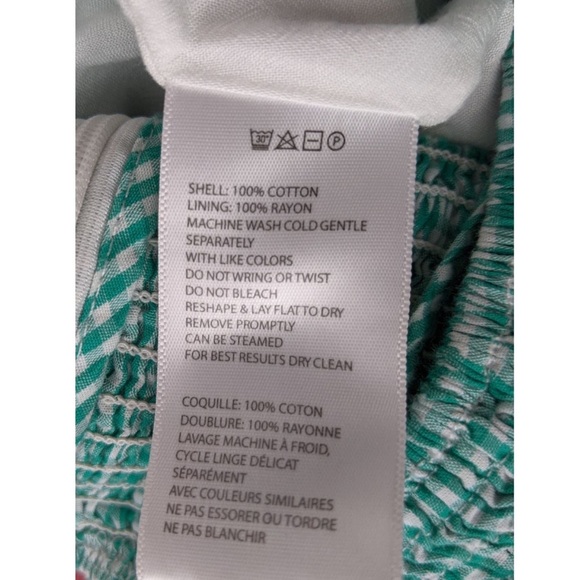 30° P
SHELL: 100% COTTON
LINING: 100% RAYON
MACHINE WASH COLD GENTLE
SEPARATELY
WITH LIKE COLORS
DO NOT WRING OR TWIST
DO NOT BLEACH
RESHAPE & LAY FLAT TO DRY
REMOVE PROMPTLY
CAN BE STEAMED
FOR BEST RESULTS DRY CLEAN
COQUILLE: 100% COTON
DOUBLURE: 100% RAYONNE
LAVAGE MACHINE À FROID,
CYCLE LINGE DÉLICAT
SÉPARÉMENT
AVEC COULEURS SIMILAIRES
NE PAS ESSORER OU TORDRE
NE PAS BLANCHIR